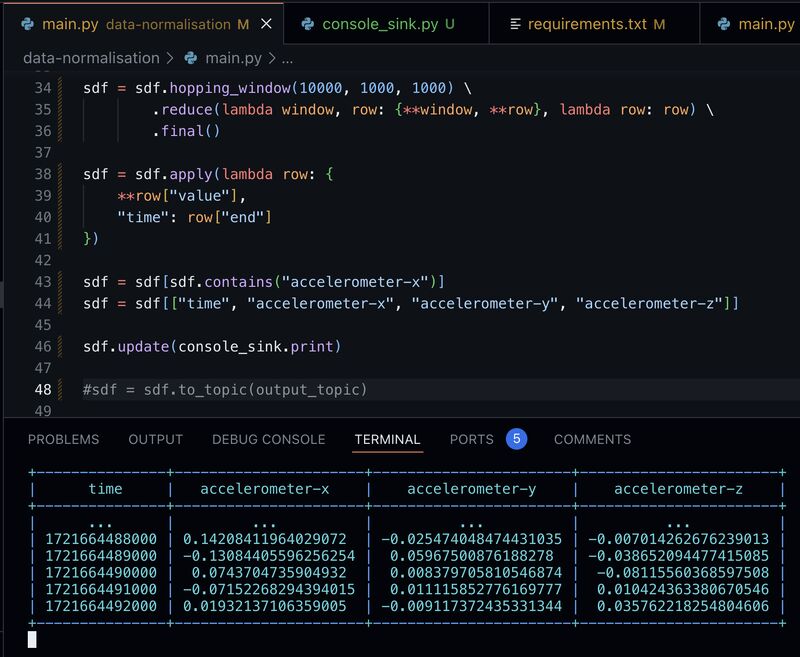 main.py data-normalisation M
console_sink.py U
requirements.txt M
main.py
data-normalisation > main.py > ...
34 sdf = sdf.hopping_window(10000, 1000, 1000) \
35 .reduce(lambda window, row: {**window, **row}, lambda row: row) \
36 .final()
37
38 sdf = sdf.apply(lambda row: {
39 **row["value"],
40 "time": row["end"]
41 })
42
43 sdf = sdf[sdf.contains("accelerometer-x")]
44 sdf = sdf[["time", "accelerometer-x", "accelerometer-y", "accelerometer-z"]]
45
46 sdf.update(console_sink.print)
47
48 #sdf = sdf.to_topic(output_topic)
49
PROBLEMS OUTPUT DEBUG CONSOLE TERMINAL PORTS 5 COMMENTS
| time | accelerometer-x | accelerometer-y | accelerometer-z |
| ... | ... | ... | ... |
| 1721664488000 | 0.14208411964029072 | -0.025474048474431035 | -0.007014262676239013 |
| 1721664489000 | -0.13084405596256254 | 0.05967500876188278 | -0.038652094477415085 |
| 1721664490000 | 0.0743704735904932 | 0.008379705810546874 | -0.08115560368597508 |
| 1721664491000 | -0.07152268294394015 | 0.011115852776169777 | 0.010424363380670546 |
| 1721664492000 | 0.01932137106359005 | -0.009117372435331344 | 0.035762218254804606 |